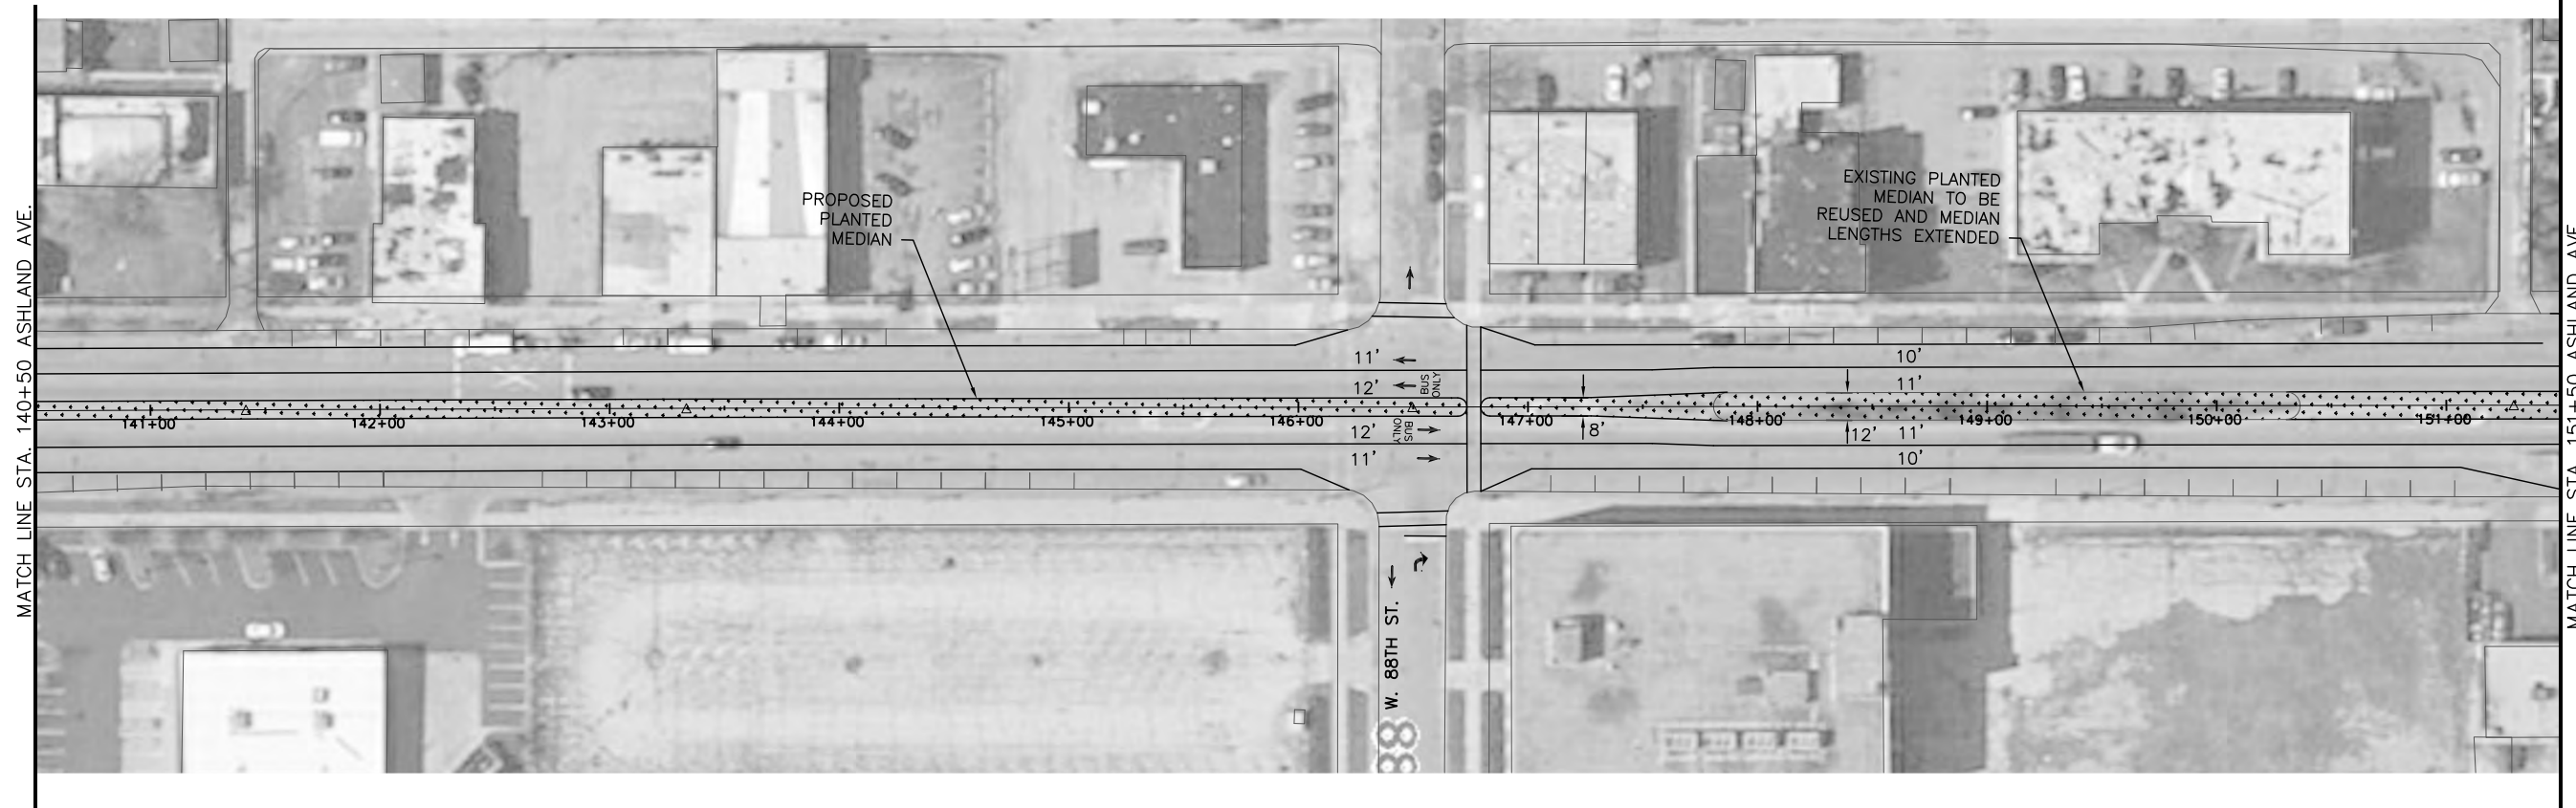 MATCH LINE STA. 140+50 ASHLAND AVE.
PROPOSED
PLANTED
MEDIAN
EXISTING PLANTED
MEDIAN TO BE
REUSED AND MEDIAN
LENGTHS EXTENDED
11'
12'
BUS
ONLY
10'
11'
141+00 142+00 143+00 144+00 145+00 146+00 147+00 148+00 149+00 150+00 151+00
12'
BUS
ONLY
8'
12'
11'
11'
10'
W. 88TH ST.
MATCH LINE STA. 151+50 ASHLAND AVE.